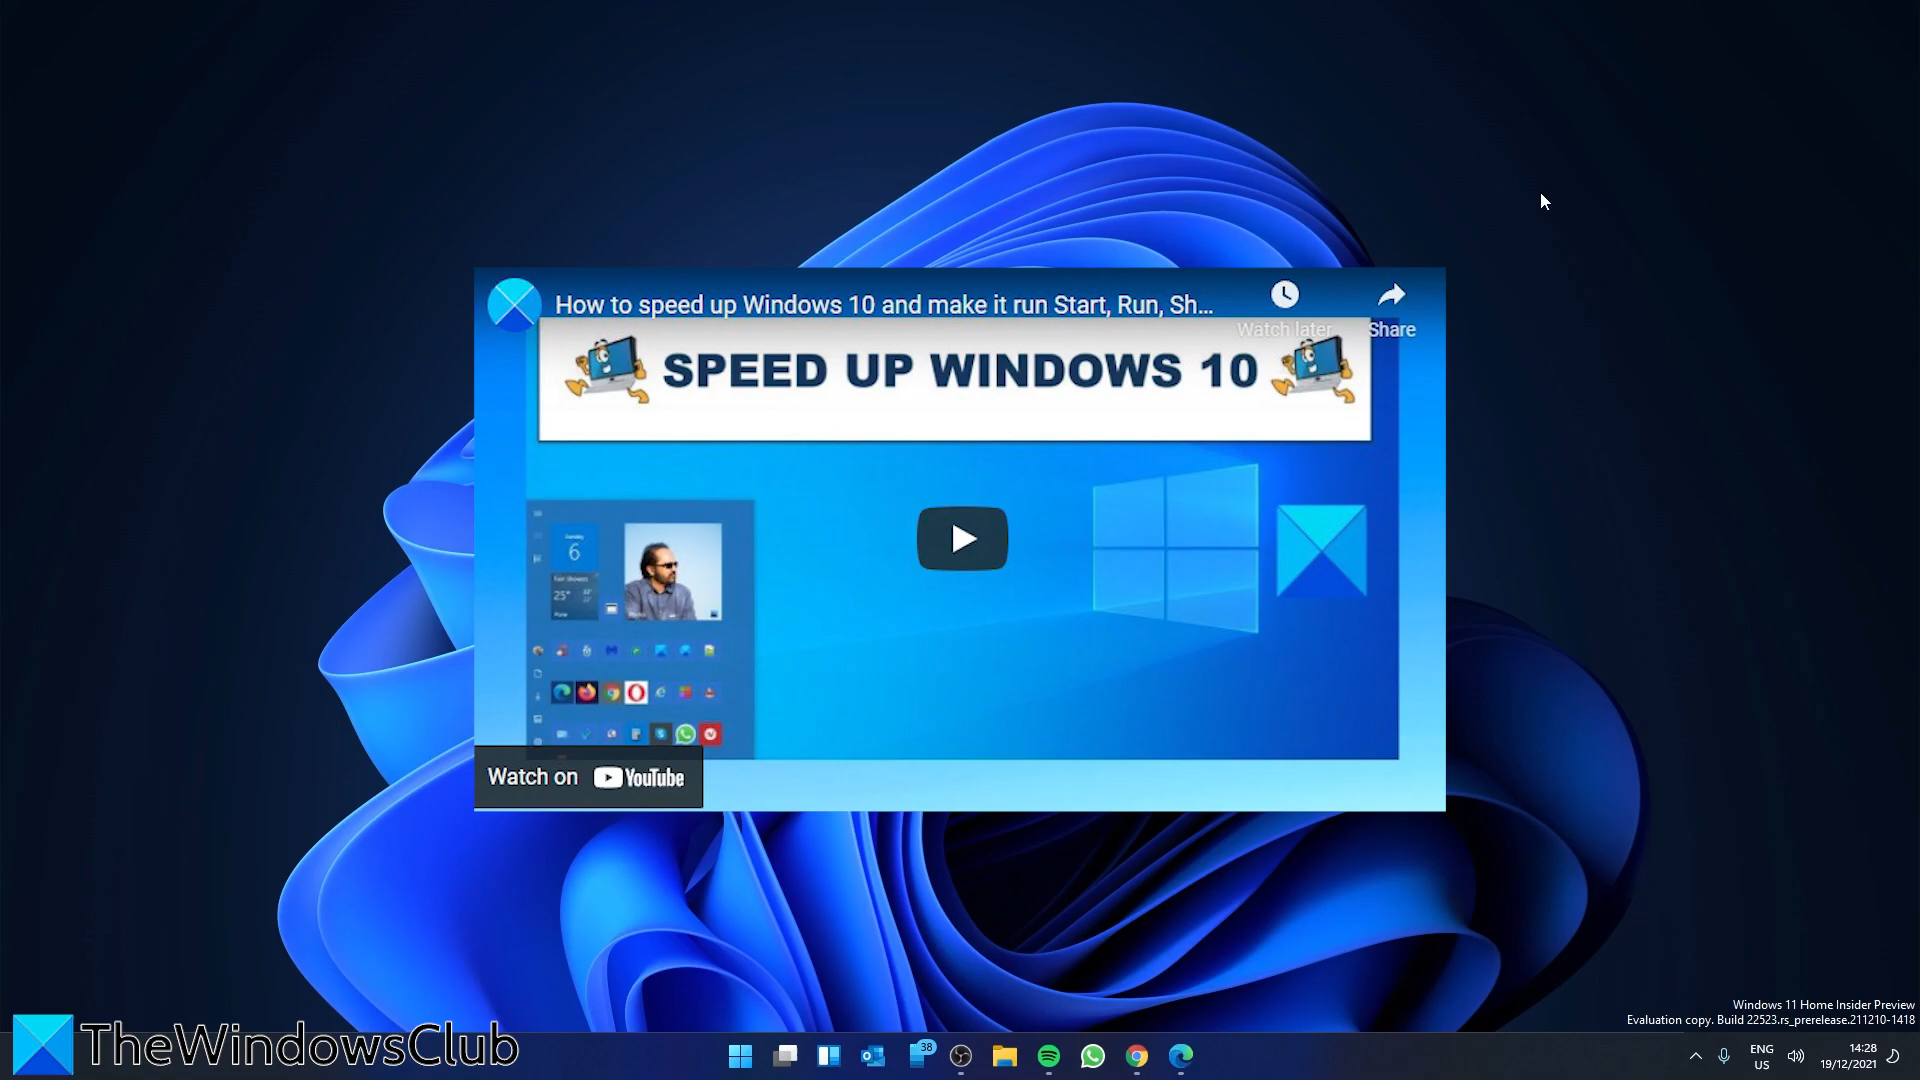 How to speed up Windows 10 and make it run Start, Run, Sh...
Watch later
Share
SPEED UP WINDOWS 10
6
25°
Watch on YouTube
Windows 11 Home Insider Preview
Evaluation copy. Build 22523.rs_prerelease.211210-1418
TheWindowsClub
38
ENG
US
14:28
19/12/2021